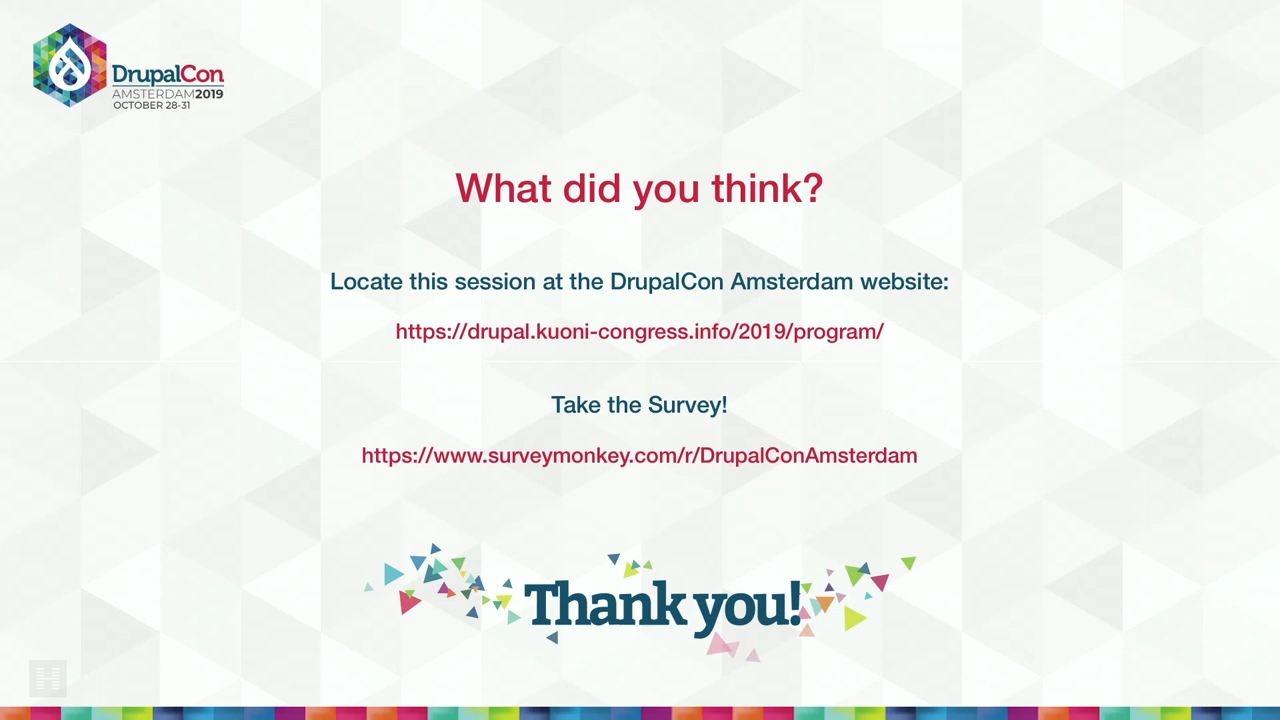 DrupalCon
AMSTERDAM2019
OCTOBER 28-31
What did you think?
Locate this session at the DrupalCon Amsterdam website:
https://drupal.kuoni-congress.info/2019/program/
Take the Survey!
https://www.surveymonkey.com/r/DrupalConAmsterdam
Thank you!